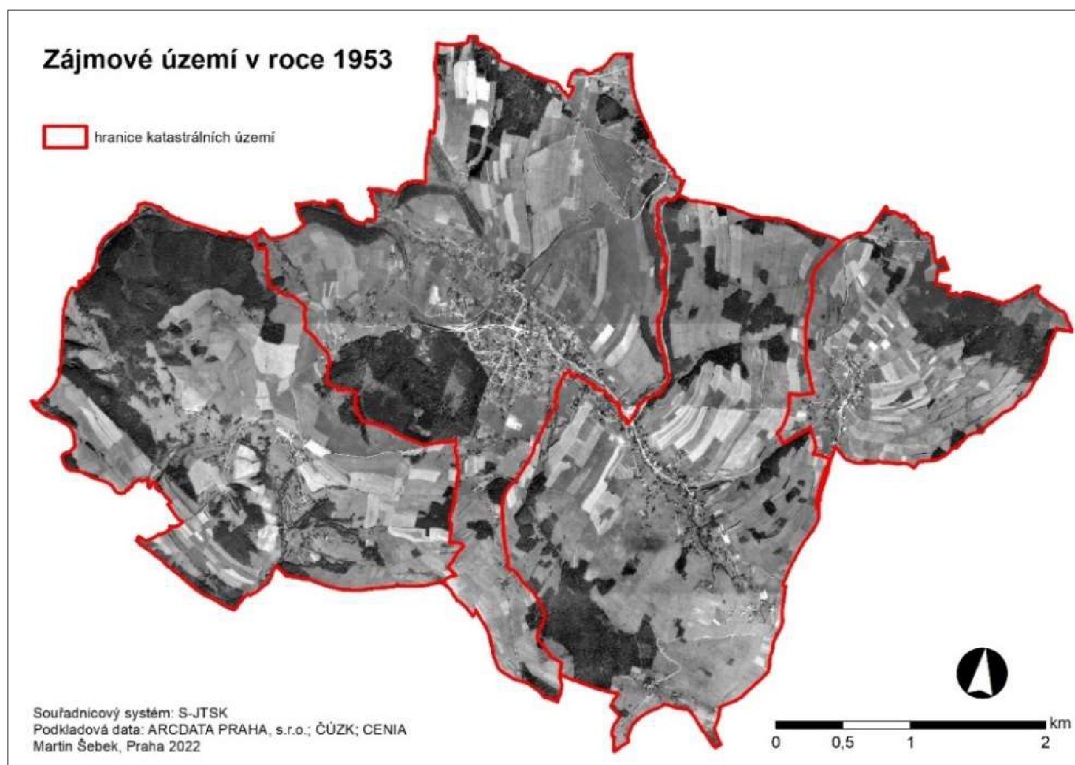 Zájmové území v roce 1953
hranice katastrálních území
Souřadnicový systém: S-JTSK
Podkladová data: ARCDATA PRAHA, s.r.o.; ČÚZK; CENIA
Martin Šebek, Praha 2022
km
0 0,5 1 2